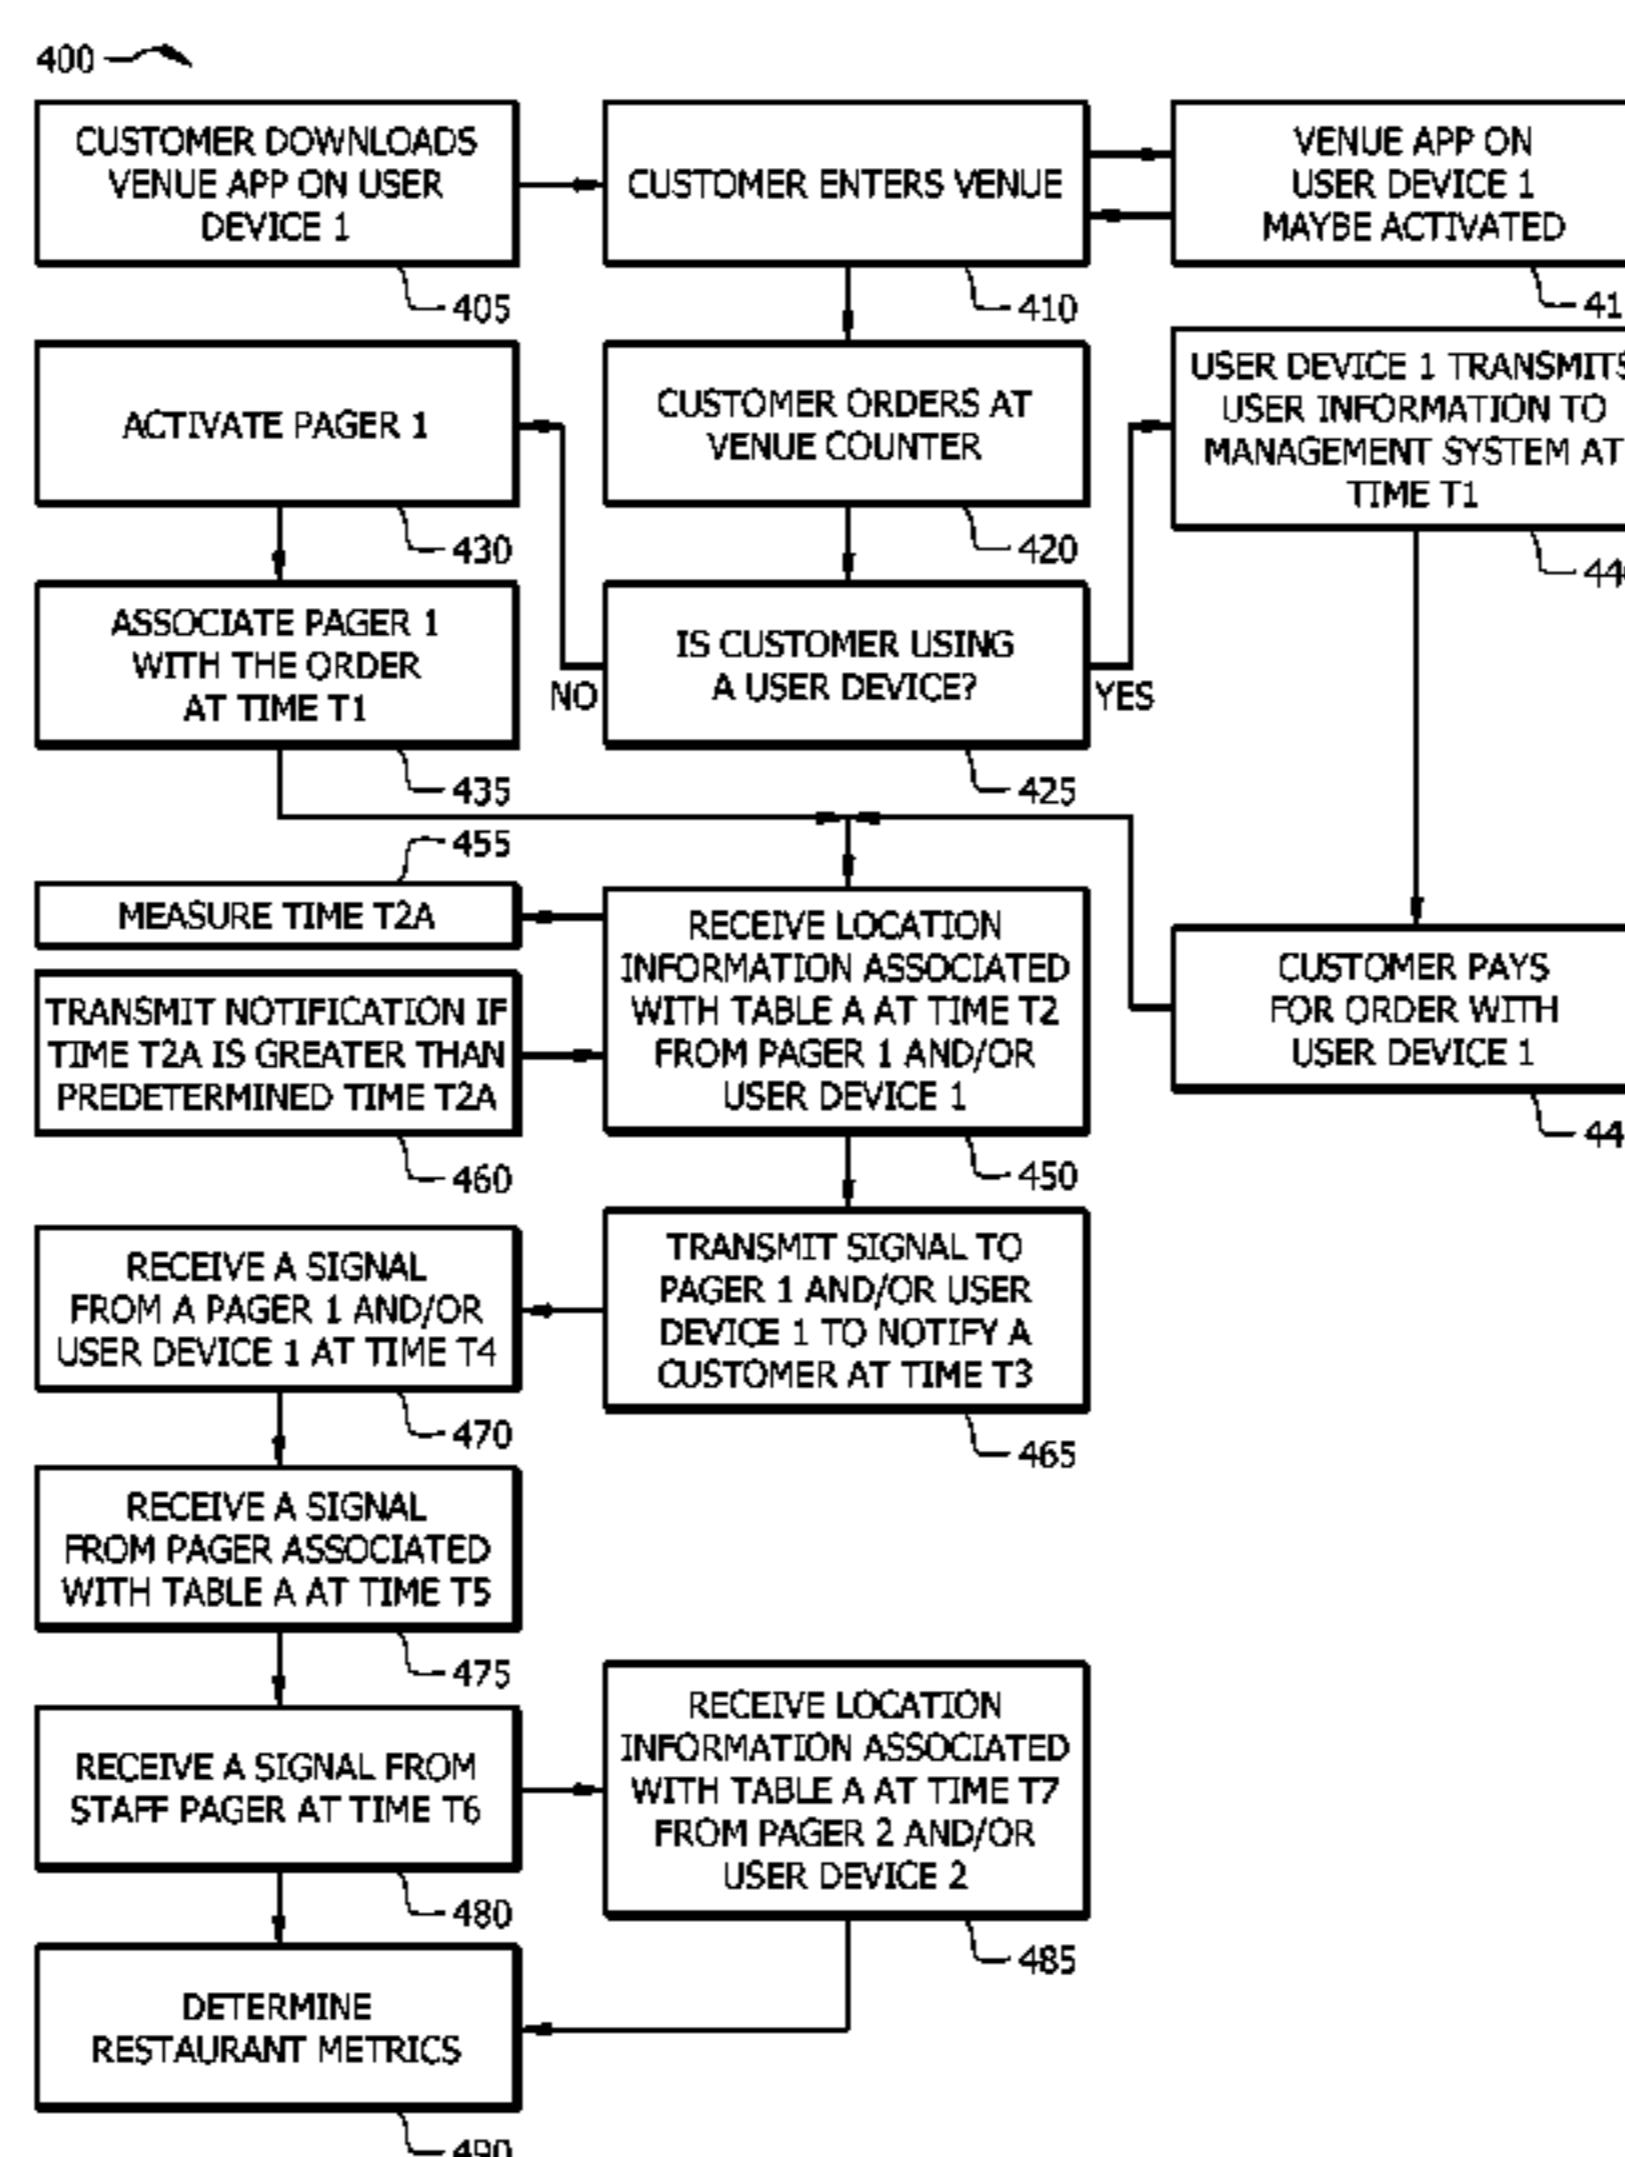 400
CUSTOMER DOWNLOADS
VENUE APP ON USER
DEVICE 1
405
CUSTOMER ENTERS VENUE
410
VENUE APP ON
USER DEVICE 1
MAYBE ACTIVATED
41
ACTIVATE PAGER 1
430
CUSTOMER ORDERS AT
VENUE COUNTER
420
USER DEVICE 1 TRANSMITS
USER INFORMATION TO
MANAGEMENT SYSTEM AT
TIME T1
44
ASSOCIATE PAGER 1
WITH THE ORDER
AT TIME T1
435
NO
IS CUSTOMER USING
A USER DEVICE?
YES
425
455
MEASURE TIME T2A
TRANSMIT NOTIFICATION IF
TIME T2A IS GREATER THAN
PREDETERMINED TIME T2A
460
RECEIVE LOCATION
INFORMATION ASSOCIATED
WITH TABLE A AT TIME T2
FROM PAGER 1 AND/OR
USER DEVICE 1
450
CUSTOMER PAYS
FOR ORDER WITH
USER DEVICE 1
44
RECEIVE A SIGNAL
FROM A PAGER 1 AND/OR
USER DEVICE 1 AT TIME T4
470
TRANSMIT SIGNAL TO
PAGER 1 AND/OR USER
DEVICE 1 TO NOTIFY A
CUSTOMER AT TIME T3
465
RECEIVE A SIGNAL
FROM PAGER ASSOCIATED
WITH TABLE A AT TIME T5
475
RECEIVE A SIGNAL FROM
STAFF PAGER AT TIME T6
480
RECEIVE LOCATION
INFORMATION ASSOCIATED
WITH TABLE A AT TIME T7
FROM PAGER 2 AND/OR
USER DEVICE 2
485
DETERMINE
RESTAURANT METRICS
490